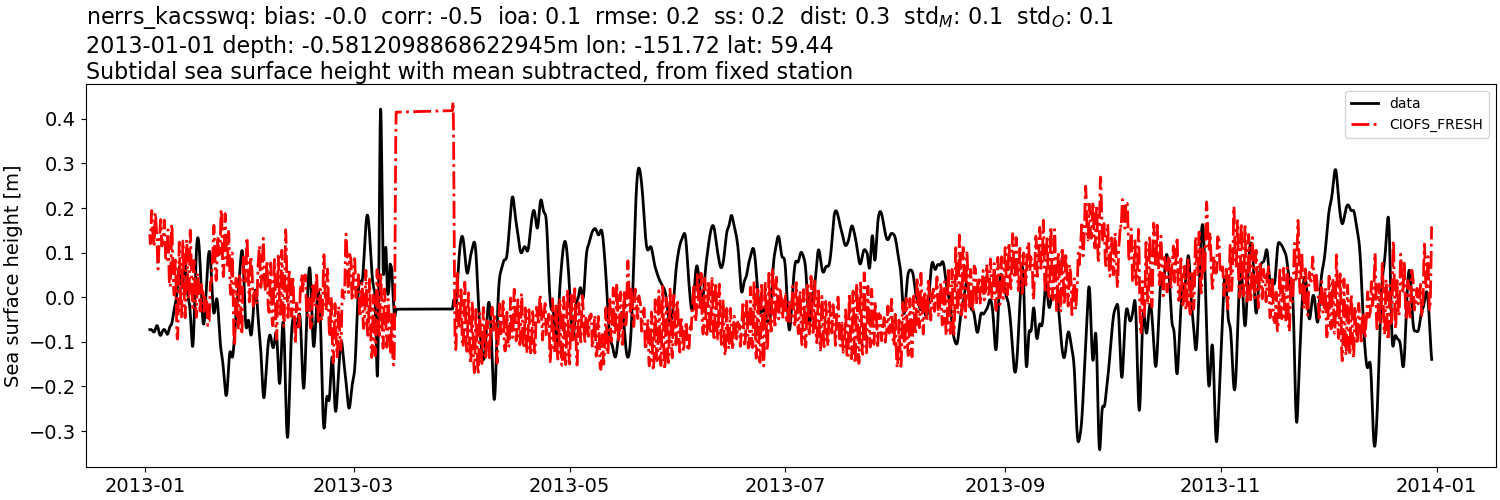 nerrs_kacsswq: bias: -0.0 corr: -0.5 ioa: 0.1 rmse: 0.2 ss: 0.2 dist: 0.3 std_M: 0.1 std_O: 0.1
2013-01-01 depth: -0.5812098868622945m lon: -151.72 lat: 59.44
Subtidal sea surface height with mean subtracted, from fixed station
data
CIOFS_FRESH
Sea surface height [m]
0.4
0.3
0.2
0.1
0.0
−0.1
−0.2
−0.3
2013-01 2013-03 2013-05 2013-07 2013-09 2013-11 2014-01